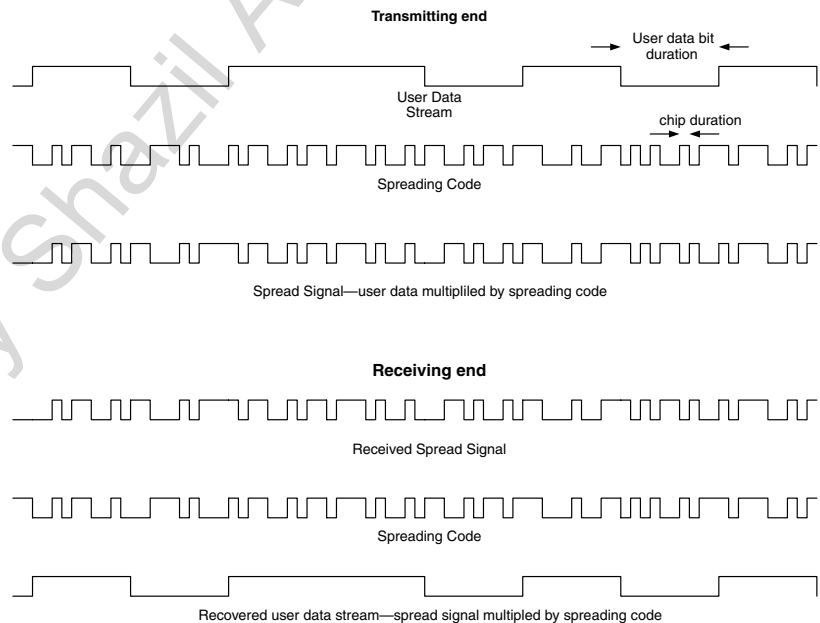 Transmitting end
User data bit
duration
User Data
Stream
chip duration
Spreading Code
Spread Signal—user data multipliled by spreading code
Receiving end
Received Spread Signal
Spreading Code
Recovered user data stream—spread signal multipled by spreading code
y Shazil A